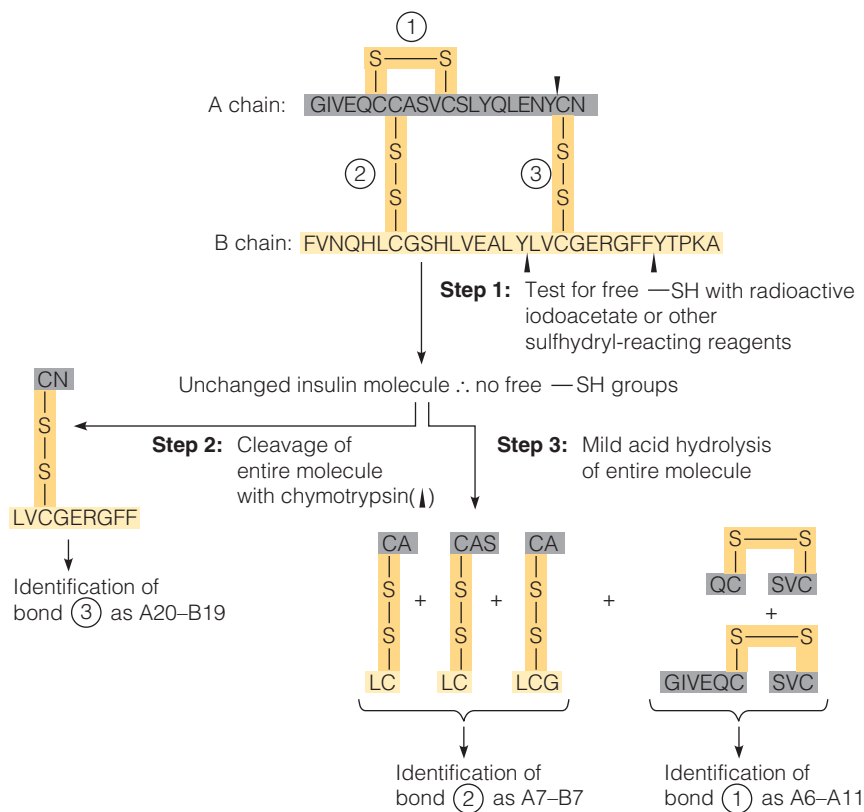 1
S S
A chain: GIVEQCCASVCSLYQLENYCN
S S
2 3
S S
B chain: FVNQHLCGSHLVEALYLVCGERGFFYTPKA
Step 1: Test for free —SH with radioactive
iodoacetate or other
sulfhydryl-reacting reagents
Unchanged insulin molecule ∴ no free —SH groups
Step 2: Cleavage of
entire molecule
with chymotrypsin( )
Step 3: Mild acid hydrolysis
of entire molecule
CN
S
S
LVCGERGFF
Identification of
bond 3 as A20–B19
CA CAS CA
S S S
+ + +
S S S
LC LC LCG
Identification of
bond 2 as A7–B7
S S
QC SVC
+
S S
GIVEQC SVC
Identification of
bond 1 as A6–A11